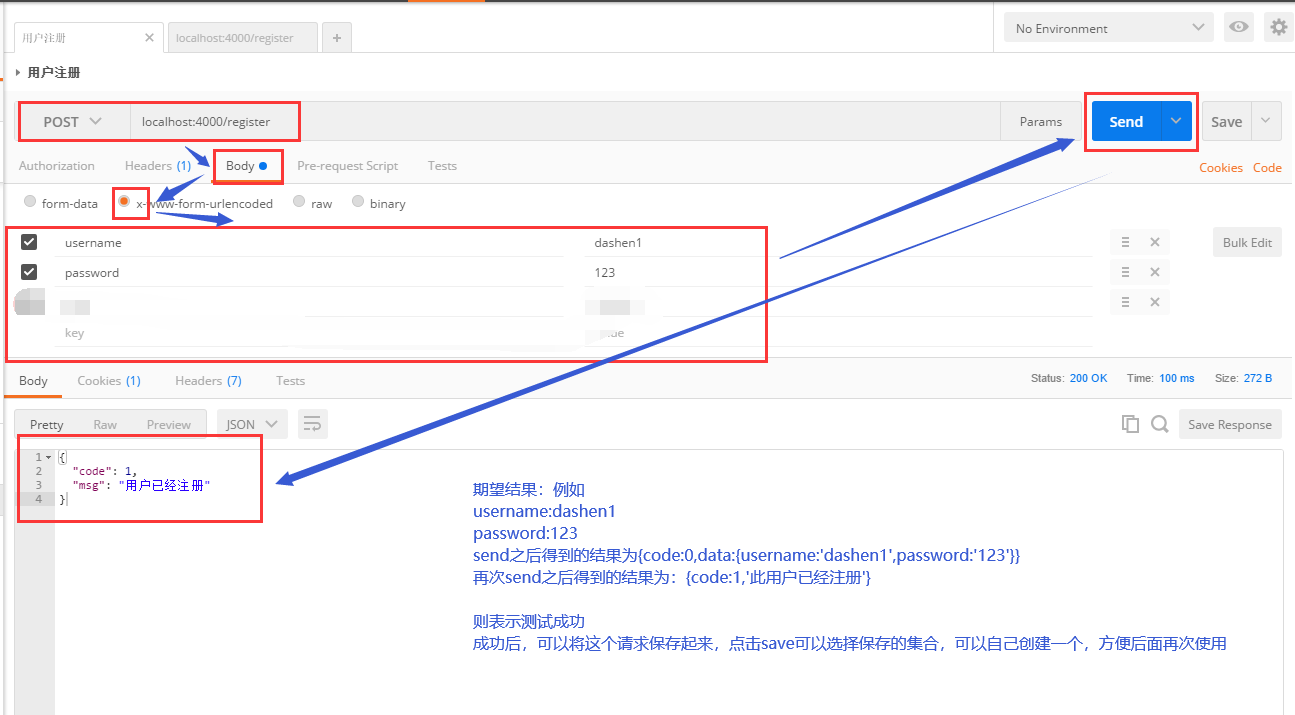 用户注册
localhost:4000/register
No Environment
用户注册
POST
localhost:4000/register
Params
Send
Save
Authorization
Headers (1)
Body
Pre-request Script
Tests
Cookies
Code
form-data
x-www-form-urlencoded
raw
binary
username
dashen1
Bulk Edit
password
123
key
Body
Cookies (1)
Headers (7)
Tests
Status: 200 OK
Time: 100 ms
Size: 272 B
Pretty
Raw
Preview
JSON
Save Response
1 {
2 "code": 1,
3 "msg": "用户已经注册"
4 }
期望结果：例如
username:dashen1
password:123
send之后得到的结果为{code:0,data:{username:'dashen1',password:'123'}}
再次send之后得到的结果为：{code:1,'此用户已经注册'}
则表示测试成功
成功后，可以将这个请求保存起来，点击save可以选择保存的集合，可以自己创建一个，方便后面再次使用